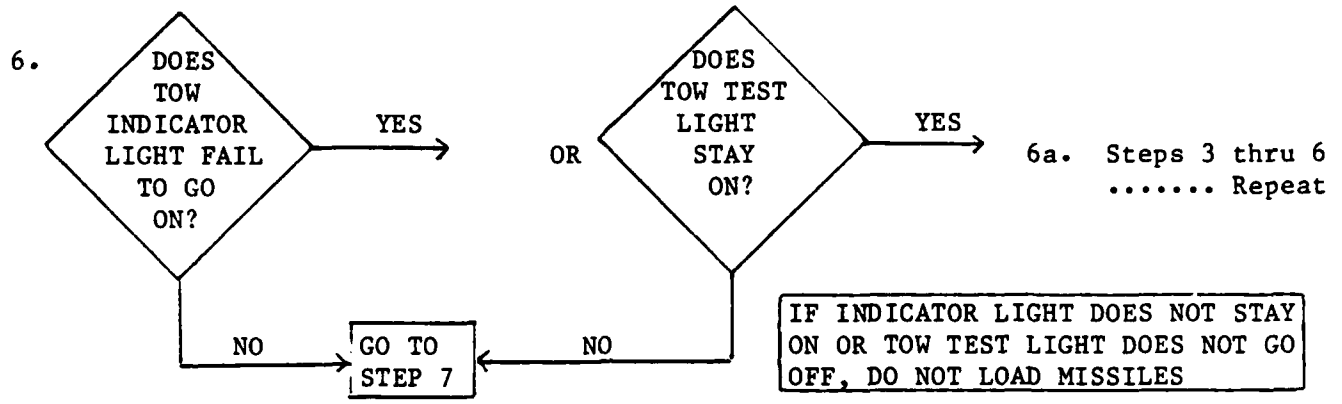 6.
DOES
TOW
INDICATOR
LIGHT FAIL
TO GO
ON?
YES
OR
DOES
TOW TEST
LIGHT
STAY
ON?
YES
6a. Steps 3 thru 6
....... Repeat
NO
GO TO
STEP 7
NO
IF INDICATOR LIGHT DOES NOT STAY
ON OR TOW TEST LIGHT DOES NOT GO
OFF, DO NOT LOAD MISSILES